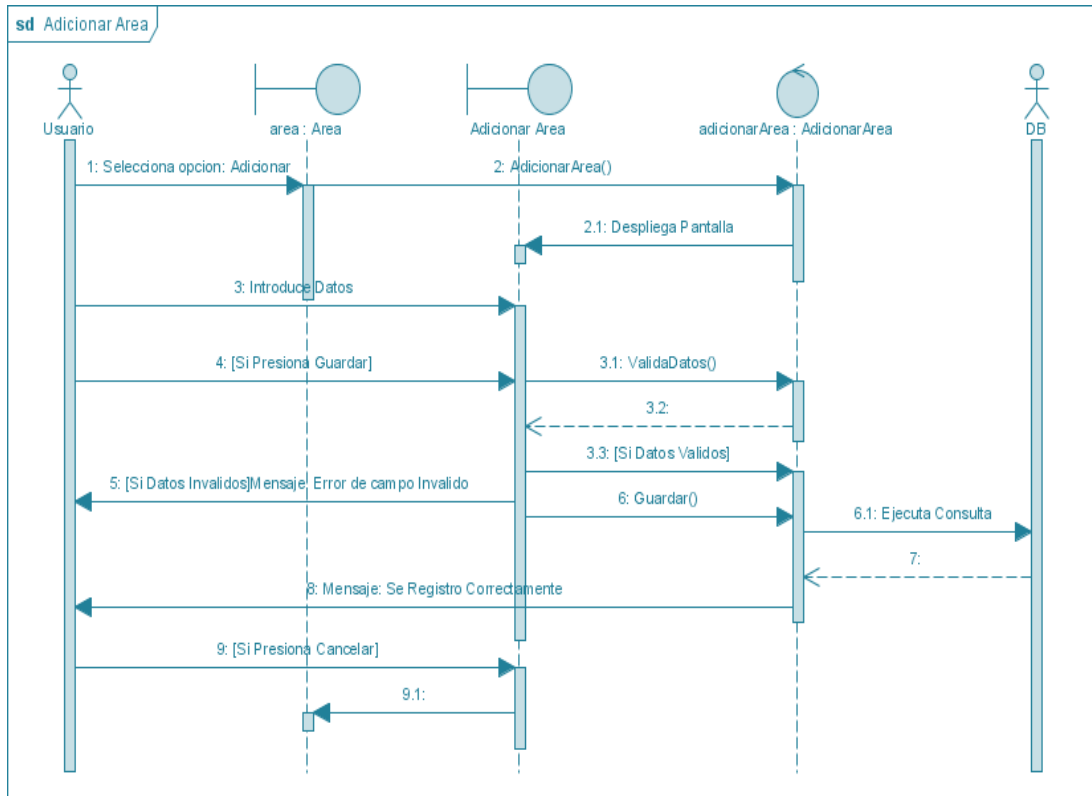 sd Adicionar Area
Usuario
area : Area
Adicionar Area
adicionarArea : AdicionarArea
DB
1: Selecciona opcion: Adicionar
2: AdicionarArea()
2.1: Despliega Pantalla
3: Introduce Datos
4: [Si Presiona Guardar]
3.1: ValidaDatos()
3.2:
3.3: [Si Datos Validos]
5: [Si Datos Invalidos]Mensaje: Error de campo Invalido
6: Guardar()
6.1: Ejecuta Consulta
7:
8: Mensaje: Se Registro Correctamente
9: [Si Presiona Cancelar]
9.1: